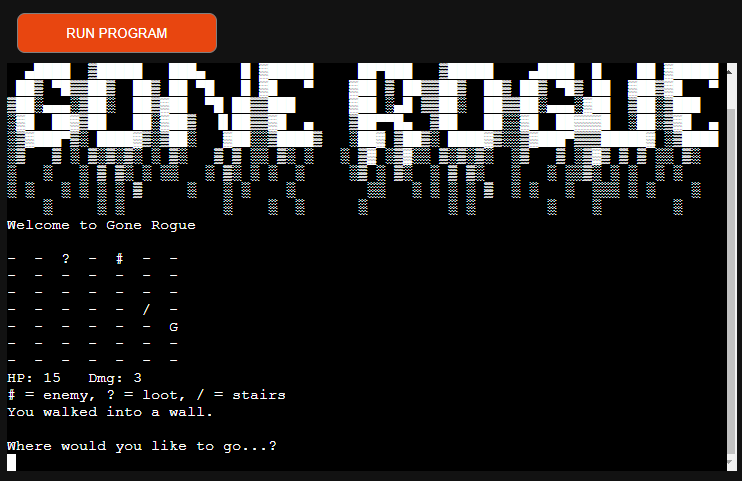 RUN PROGRAM
GONE ROGUE
Welcome to Gone Rogue
- - ? - # - -
- - - - - - -
- - - - - - -
- - - - - / -
- - - - - - G
- - - - - - -
- - - - - - -
HP: 15   Dmg: 3
# = enemy, ? = loot, / = stairs
You walked into a wall.
Where would you like to go...?